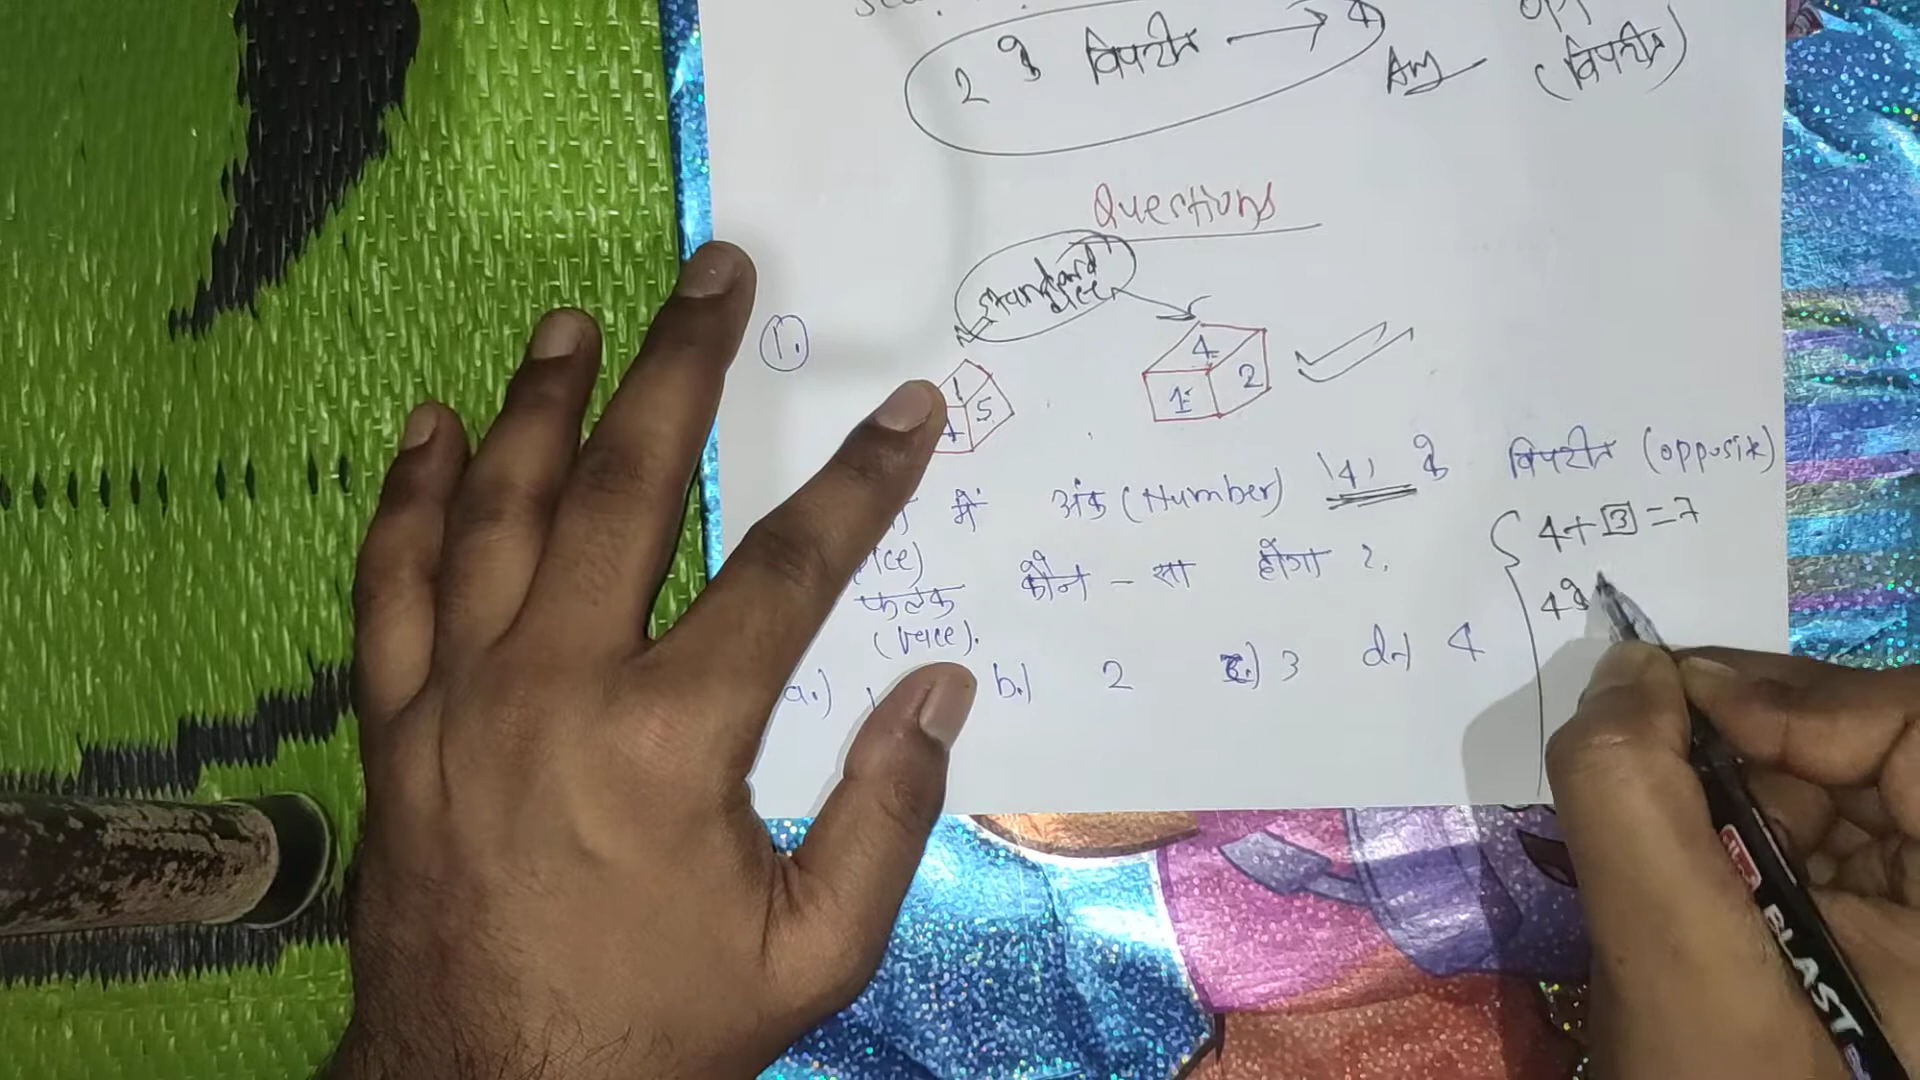 2 के विपरीत → 4
Ans
(विपरीत)
Questions
Standard dice
1.
1
5
4
1
2
में अंक (Number) '4' के विपरीत (opposite)
फलक कौन - सा होगा ?
4+3=7
4 के
a.) b.) 2 c.) 3 d.) 4
BLAST